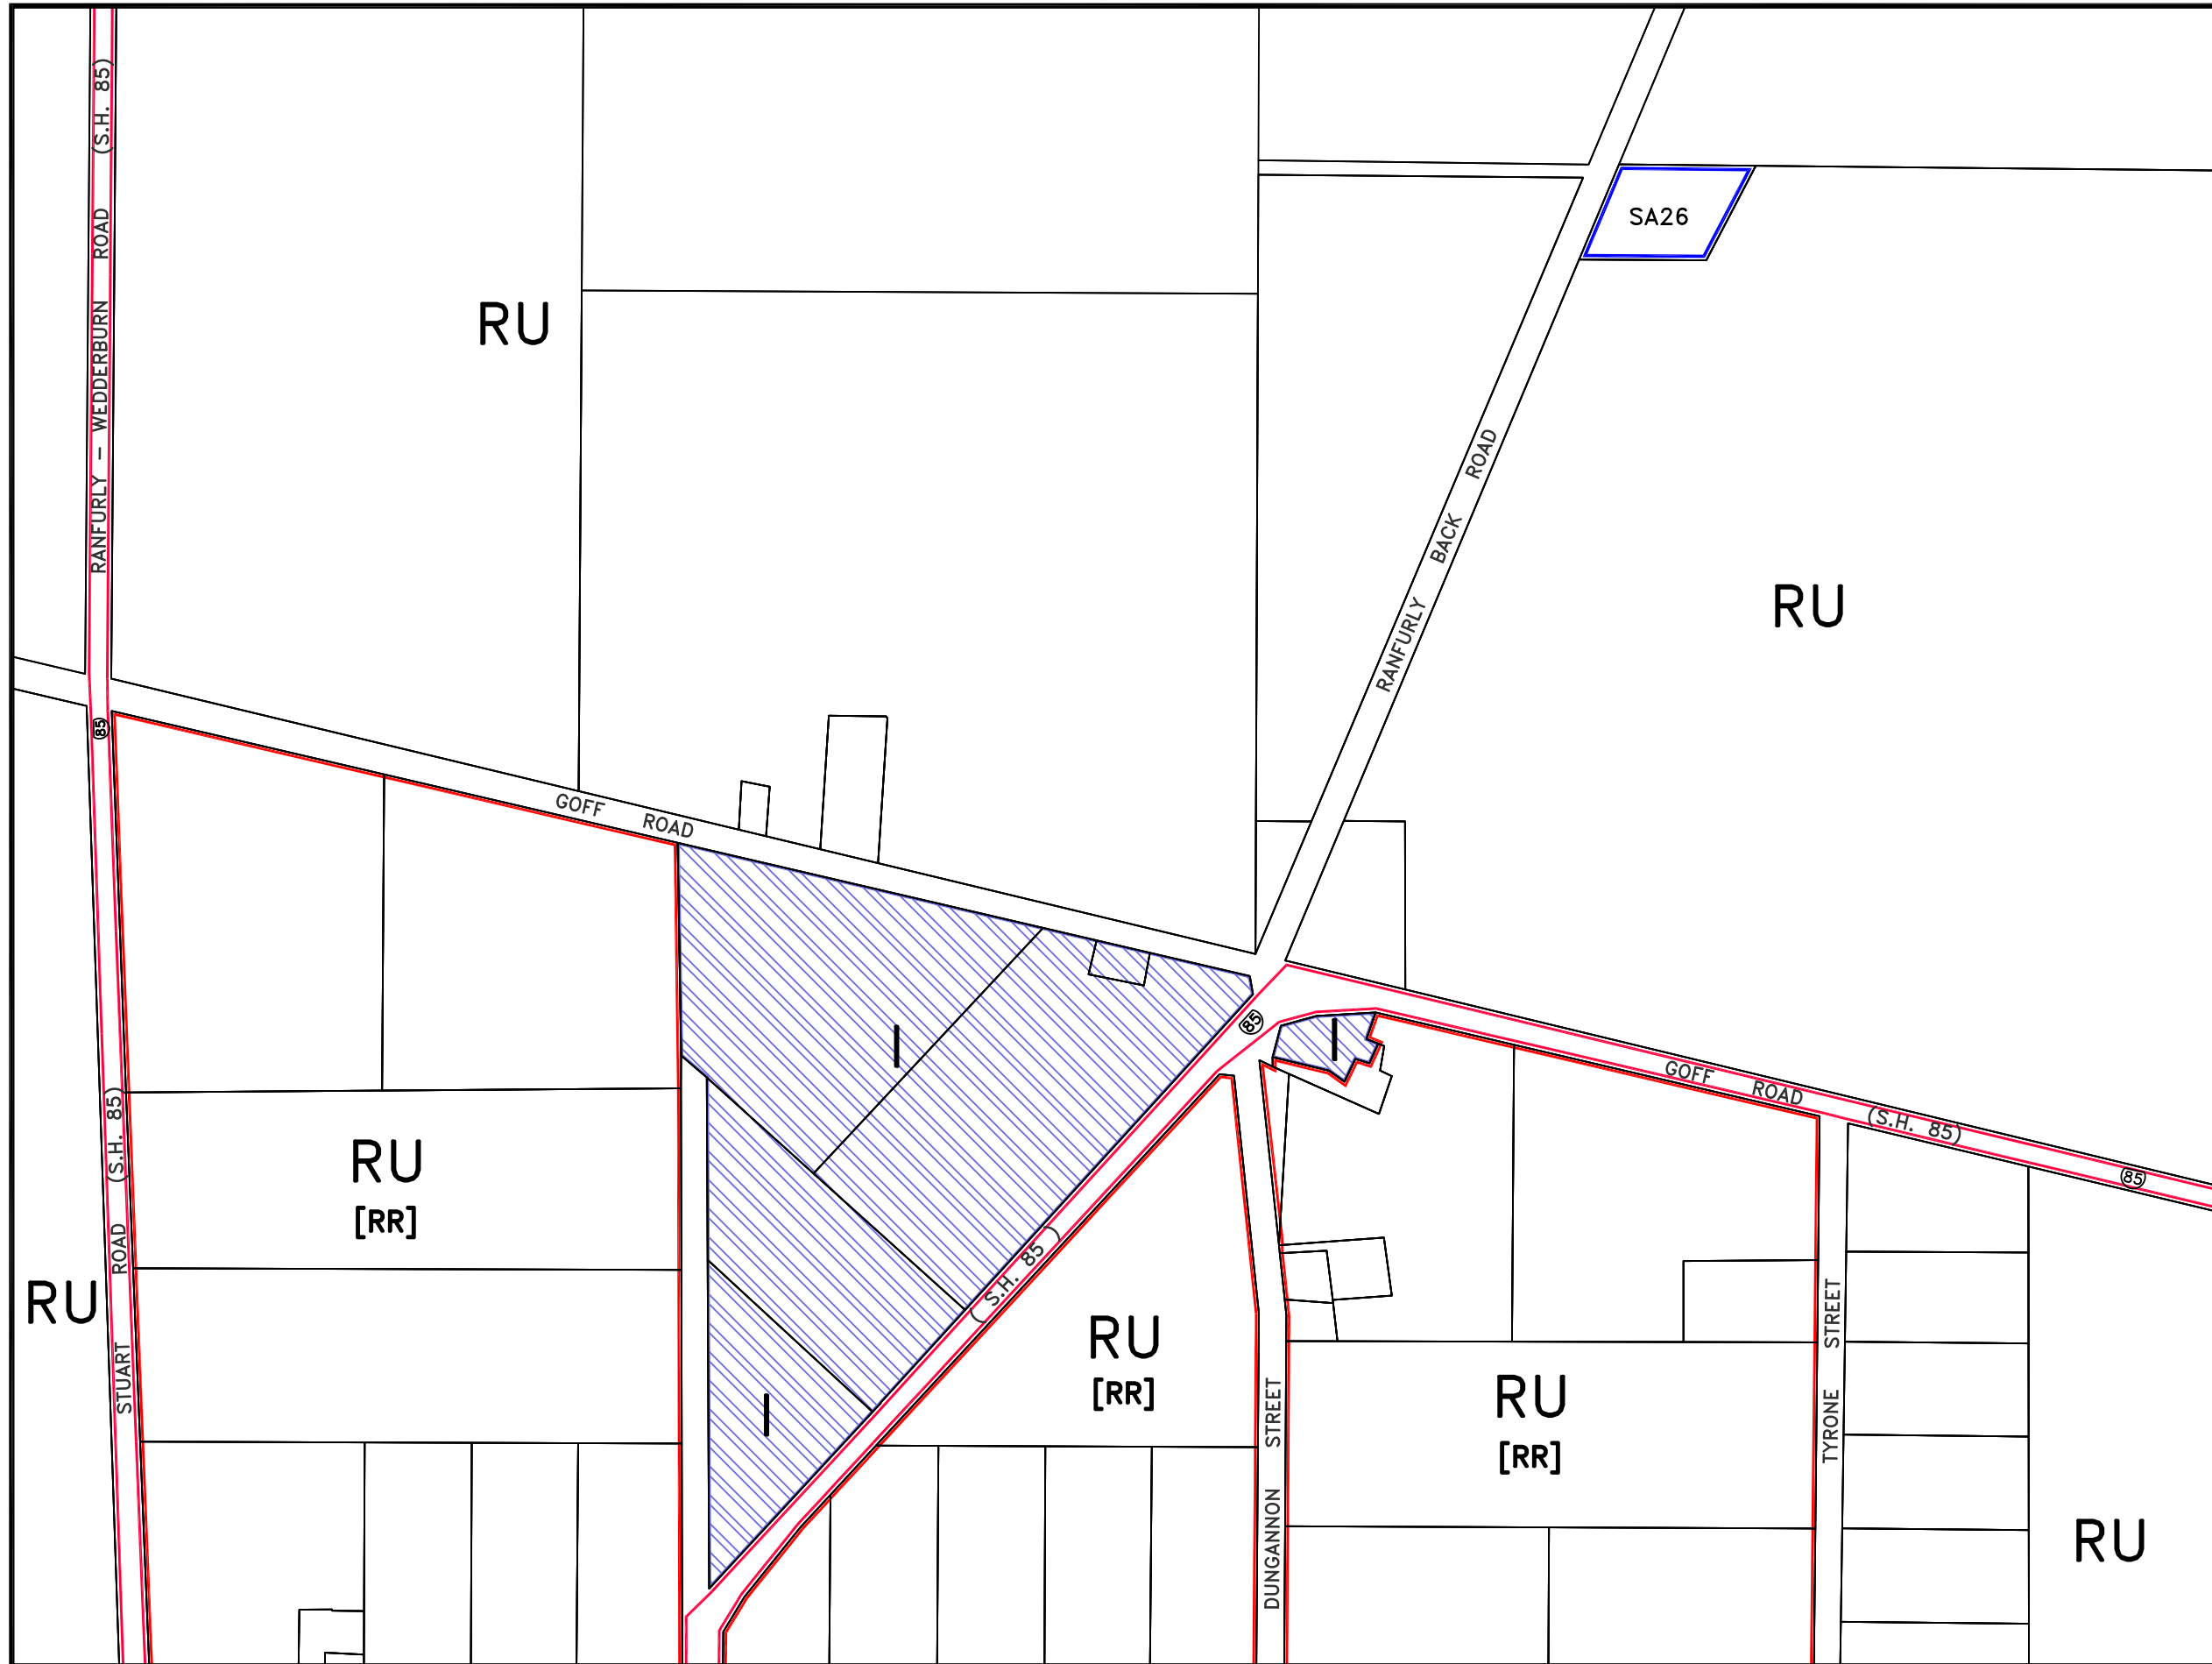 RANFURLY – WEDDERBURN ROAD (S.H. 85)
SA26
RU
RANFURLY BACK ROAD
RU
85
GOFF ROAD
85
I
I
GOFF ROAD (S.H. 85)
85
STUART ROAD (S.H. 85)
RU
[RR]
RU
(S.H. 85)
RU
[RR]
RU
[RR]
I
DUNGANNON STREET
TYRONE STREET
RU